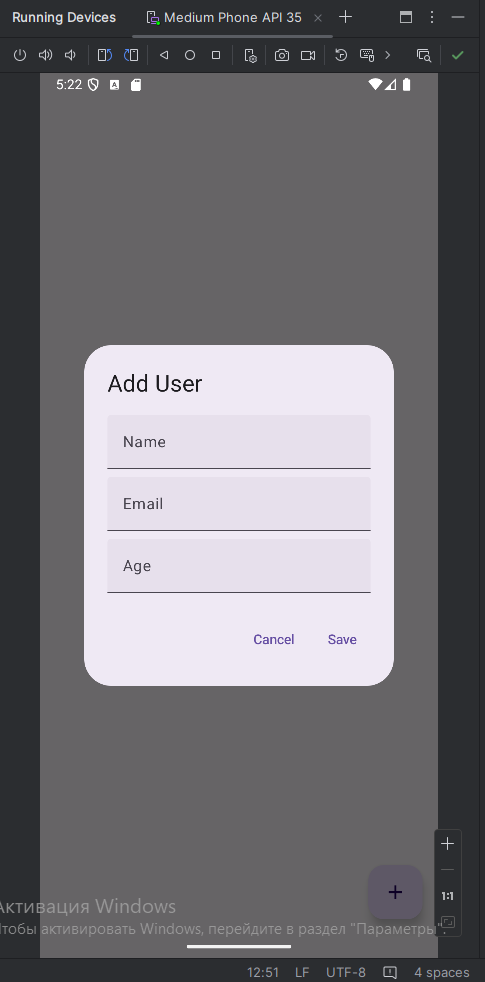 Running Devices
Medium Phone API 35
5:22
Add User
Name
Email
Age
Cancel Save
1:1
Активация Windows
Чтобы активировать Windows, перейдите в раздел "Параметры".
12:51 LF UTF-8 4 spaces